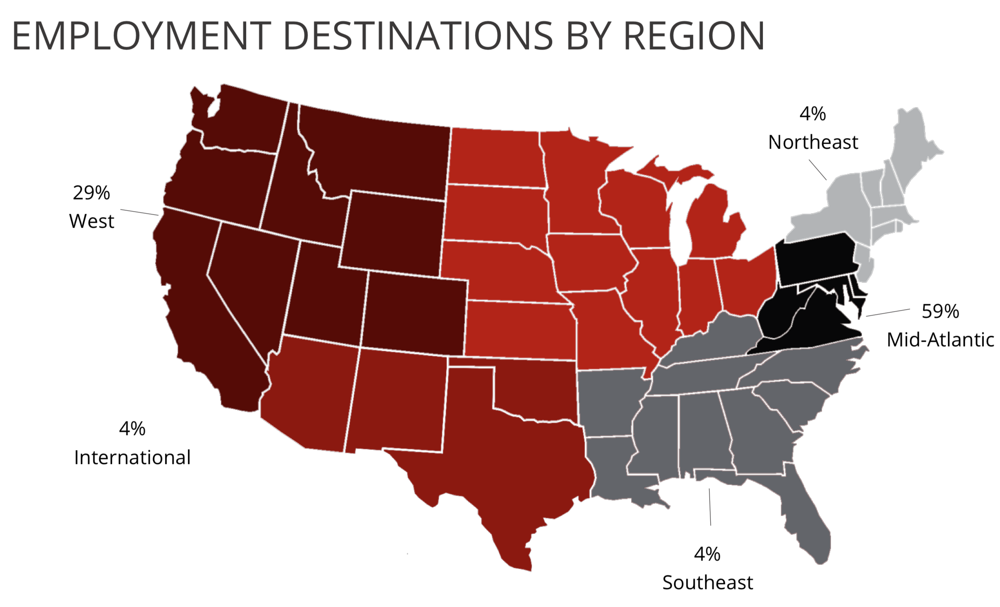 EMPLOYMENT DESTINATIONS BY REGION
4%
Northeast
29%
West
59%
Mid-Atlantic
4%
International
4%
Southeast